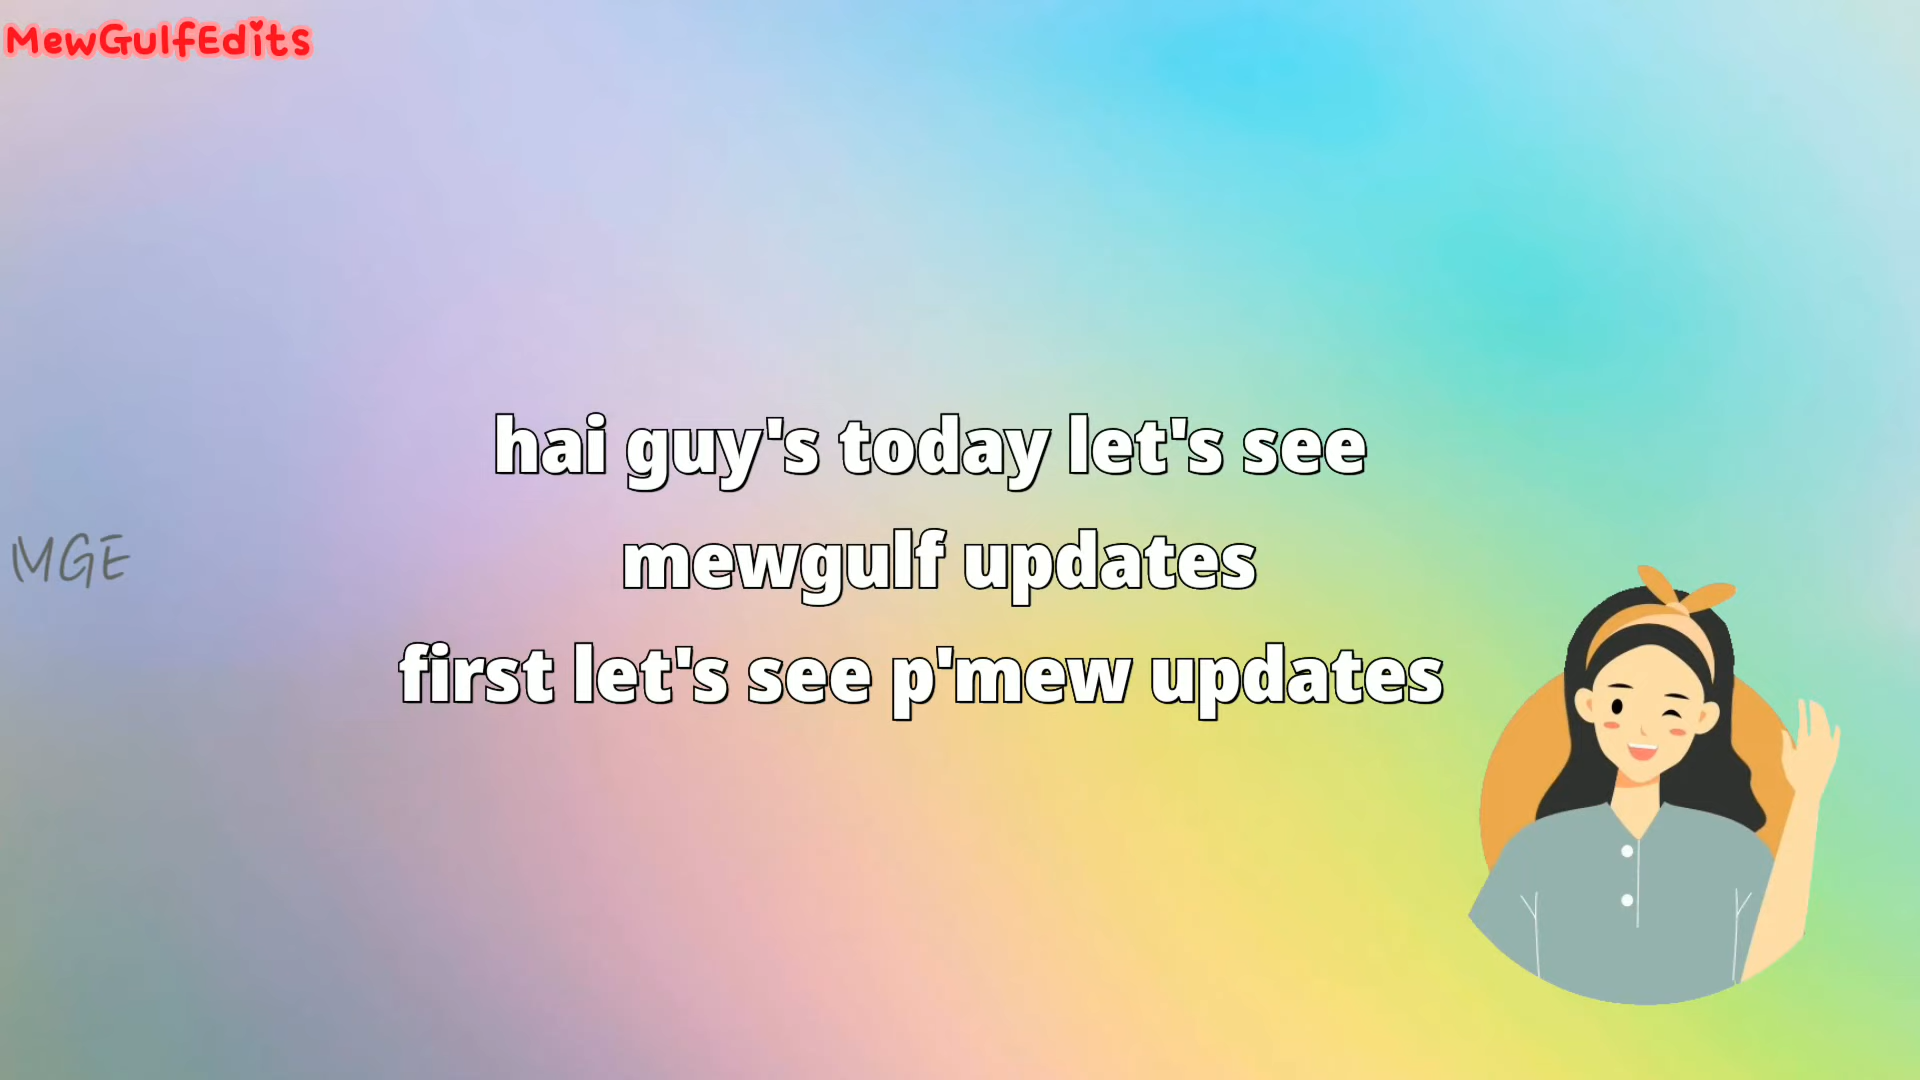 MewGulfEdits
hai guy's today let's see
mewgulf updates
MGE
first let's see p'mew updates